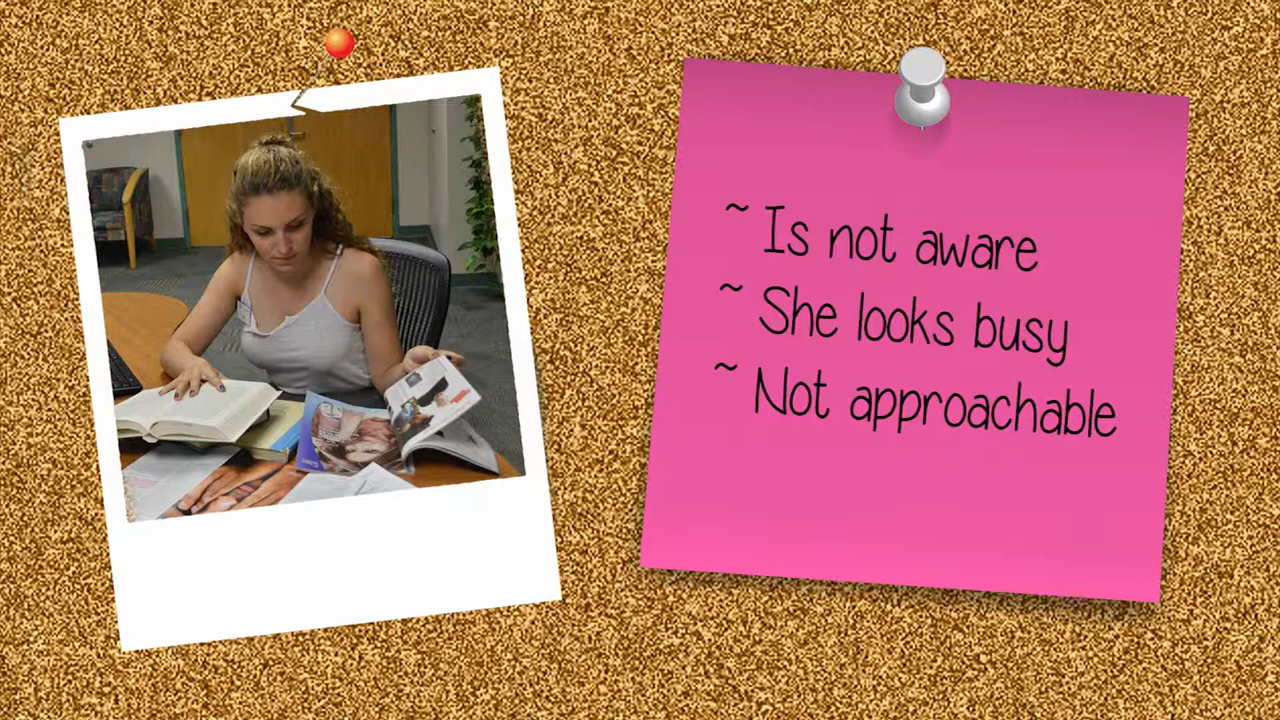 ~ Is not aware
~ She looks busy
~ Not approachable